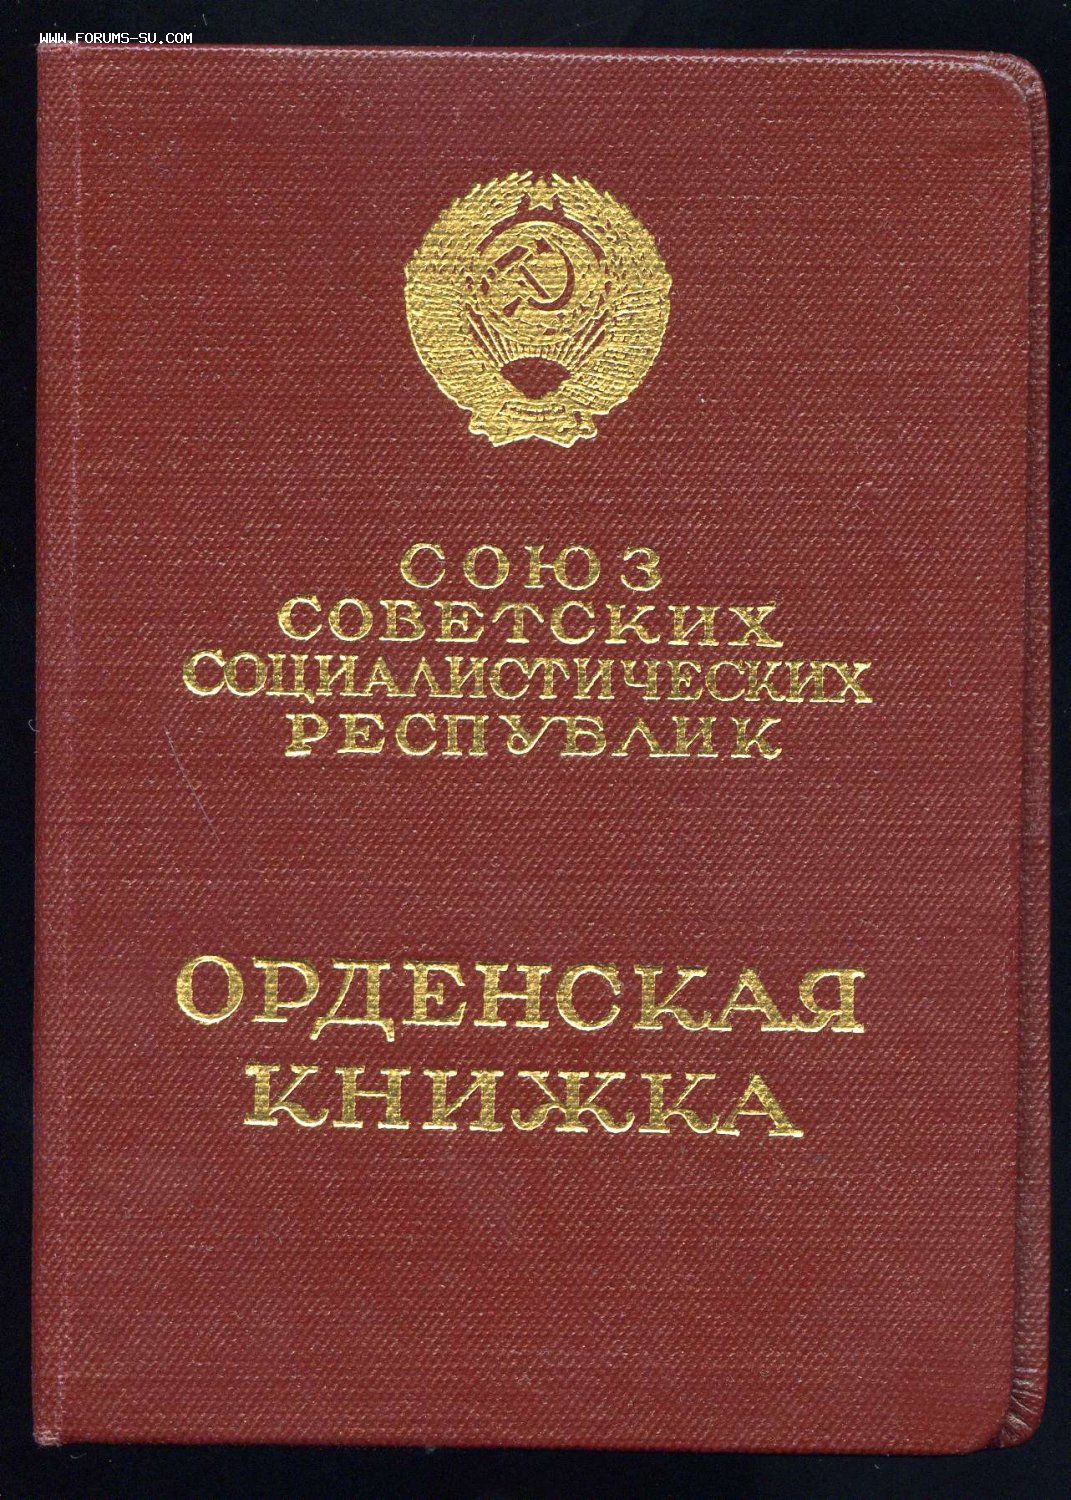 WWW.FORUMS-SU.COM
СОЮЗ
СОВЕТСКИХ
СОЦИАЛИСТИЧЕСКИХ
РЕСПУБЛИК
ОРДЕНСКАЯ
КНИЖКА